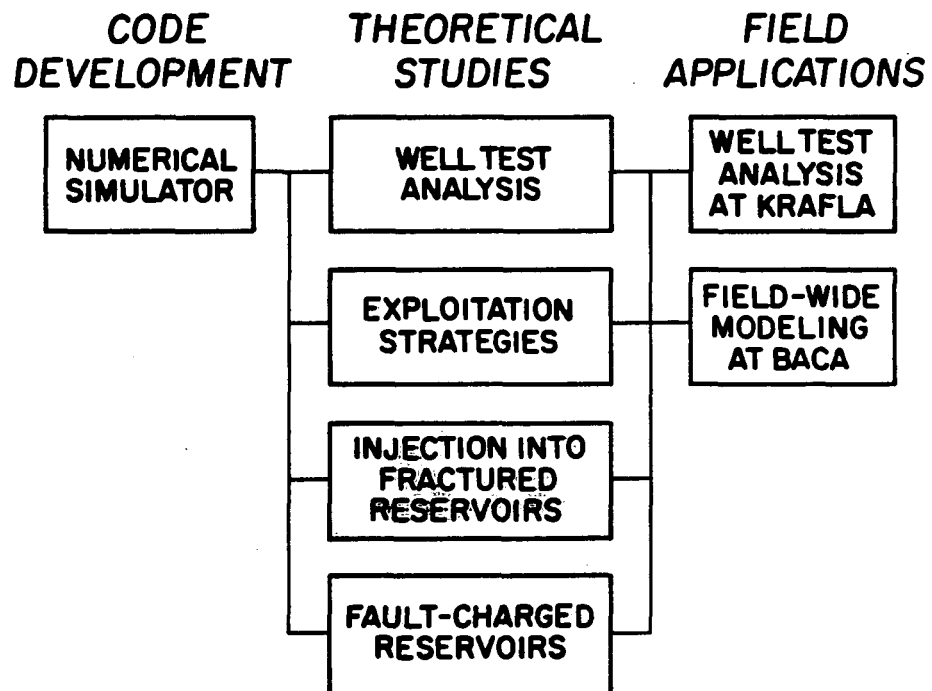 CODE
DEVELOPMENT
THEORETICAL
STUDIES
FIELD
APPLICATIONS
NUMERICAL
SIMULATOR
WELL TEST
ANALYSIS
WELL TEST
ANALYSIS
AT KRAFLA
EXPLOITATION
STRATEGIES
FIELD-WIDE
MODELING
AT BACA
INJECTION INTO
FRACTURED
RESERVOIRS
FAULT-CHARGED
RESERVOIRS